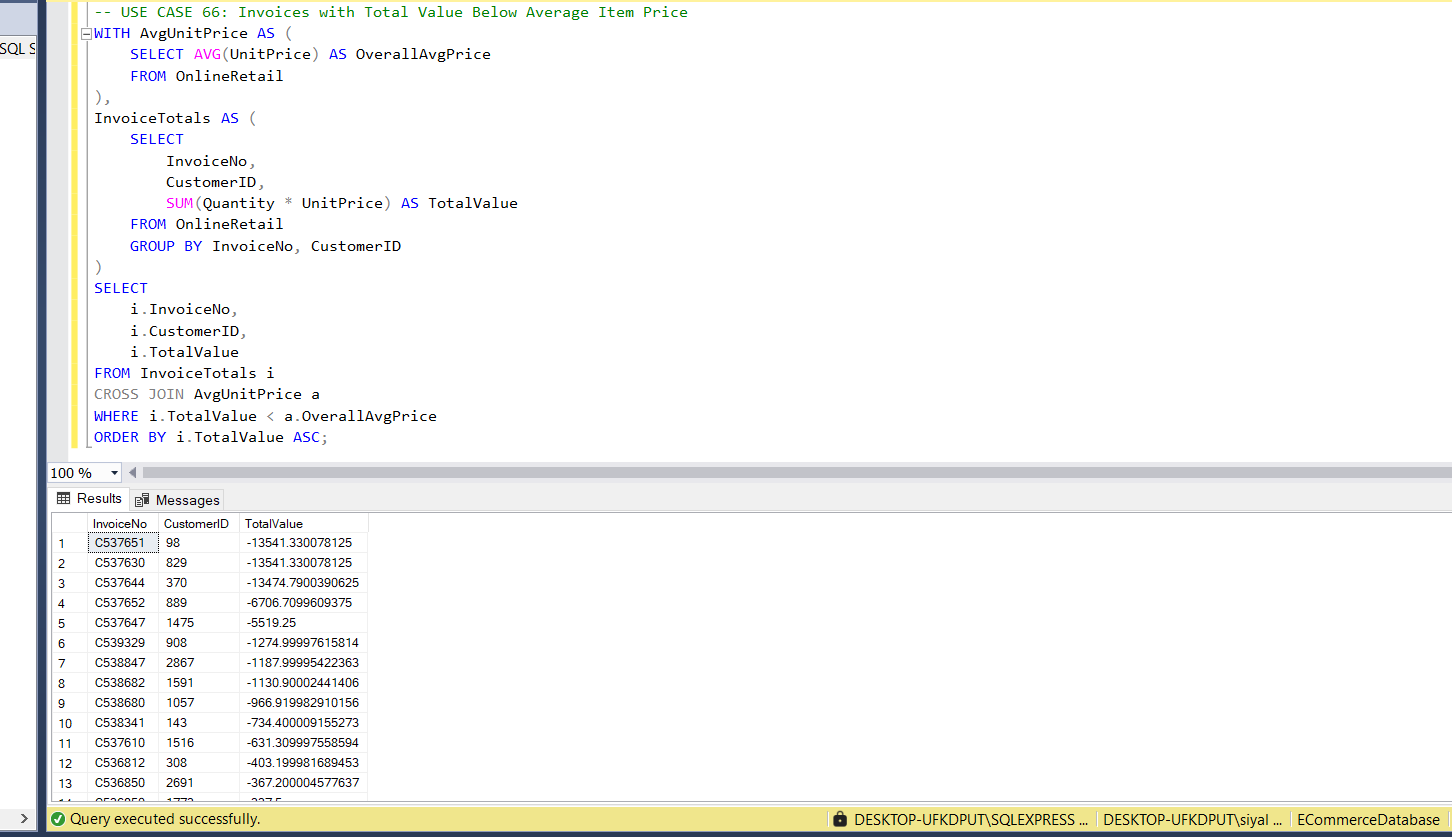 -- USE CASE 66: Invoices with Total Value Below Average Item Price
WITH AvgUnitPrice AS (
SELECT AVG(UnitPrice) AS OverallAvgPrice
FROM OnlineRetail
),
InvoiceTotals AS (
SELECT
InvoiceNo,
CustomerID,
SUM(Quantity * UnitPrice) AS TotalValue
FROM OnlineRetail
GROUP BY InvoiceNo, CustomerID
)
SELECT
i.InvoiceNo,
i.CustomerID,
i.TotalValue
FROM InvoiceTotals i
CROSS JOIN AvgUnitPrice a
WHERE i.TotalValue < a.OverallAvgPrice
ORDER BY i.TotalValue ASC;
SQL S
100 %
Results Messages
InvoiceNo CustomerID TotalValue
1 C537651 98 -13541.330078125
2 C537630 829 -13541.330078125
3 C537644 370 -13474.7900390625
4 C537652 889 -6706.7099609375
5 C537647 1475 -5519.25
6 C539329 908 -1274.99997615814
7 C538847 2867 -1187.99995422363
8 C538682 1591 -1130.90002441406
9 C538680 1057 -966.919982910156
10 C538341 143 -734.400009155273
11 C537610 1516 -631.309997558594
12 C536812 308 -403.199981689453
13 C536850 2691 -367.200004577637
Query executed successfully. DESKTOP-UFKDPUT\SQLEXPRESS ... DESKTOP-UFKDPUT\siyal ... ECommerceDatabase